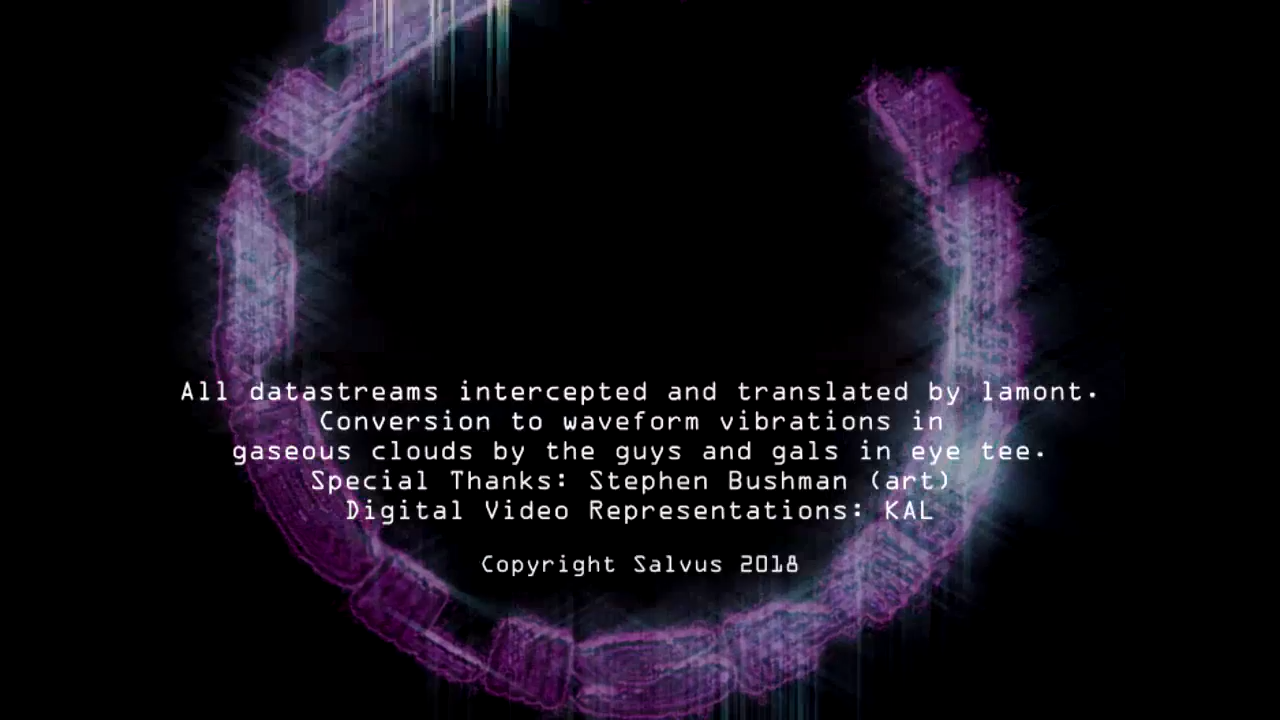 All datastreams intercepted and translated by lamont.
Conversion to waveform vibrations in
gaseous clouds by the guys and gals in eye tee.
Special Thanks: Stephen Bushman (art)
Digital Video Representations: KAL
Copyright Salvus 2018